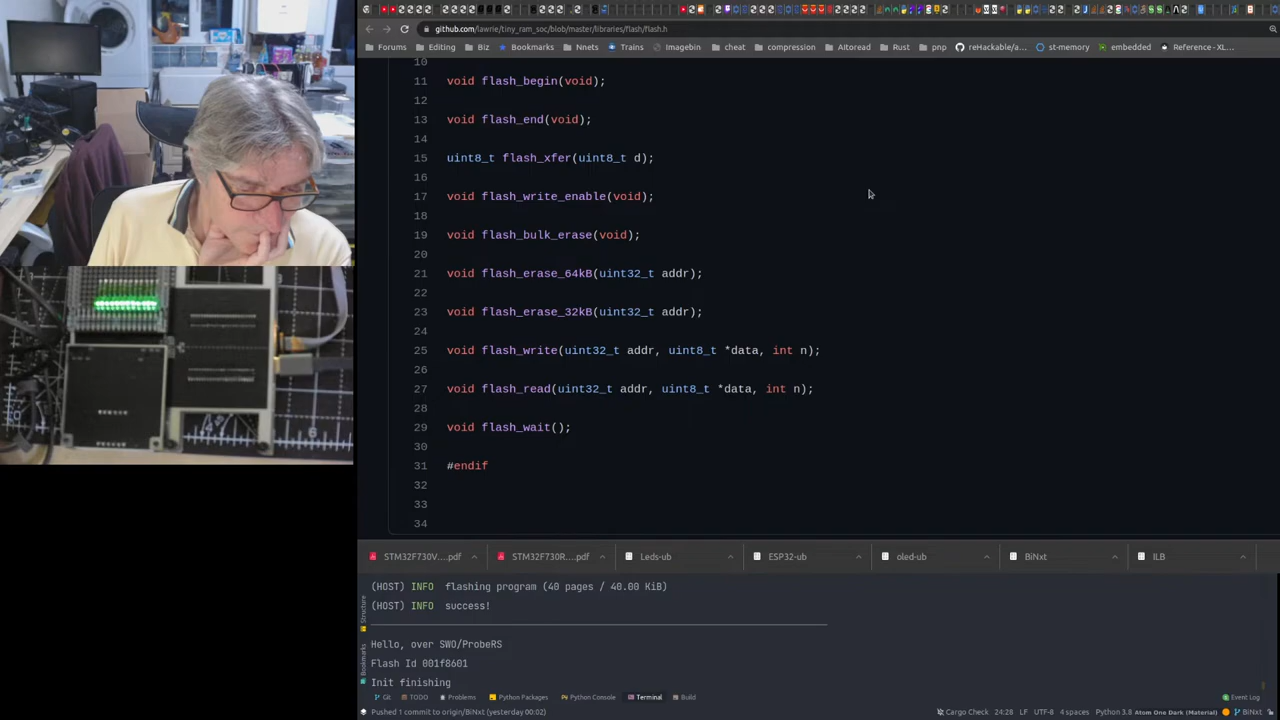 github.com/lawrie/tiny_ram_soc/blob/master/libraries/flash/flash.h
Forums Editing Biz Bookmarks Nnets Trains Imagebin cheat compression Aitoread Rust pnp reHackable/a... st-memory embedded Reference - XL...
10
11 void flash_begin(void);
12
13 void flash_end(void);
14
15 uint8_t flash_xfer(uint8_t d);
16
17 void flash_write_enable(void);
18
19 void flash_bulk_erase(void);
20
21 void flash_erase_64kB(uint32_t addr);
22
23 void flash_erase_32kB(uint32_t addr);
24
25 void flash_write(uint32_t addr, uint8_t *data, int n);
26
27 void flash_read(uint32_t addr, uint8_t *data, int n);
28
29 void flash_wait();
30
31 #endif
32
33
34
STM32F730V....pdf STM32F730R....pdf Leds-ub ESP32-ub oled-ub BiNxt ILB
(HOST) INFO flashing program (40 pages / 40.00 KiB)
(HOST) INFO success!
Hello, over SWO/ProbeRS
Flash Id 001f8601
Init finishing
Structure
Bookmarks
Git TODO Problems Python Packages Python Console Terminal Build Event Log
Pushed 1 commit to origin/BiNxt (yesterday 00:02) Cargo Check 24:28 LF UTF-8 4 spaces Python 3.8 Atom One Dark (Material) BiNxt